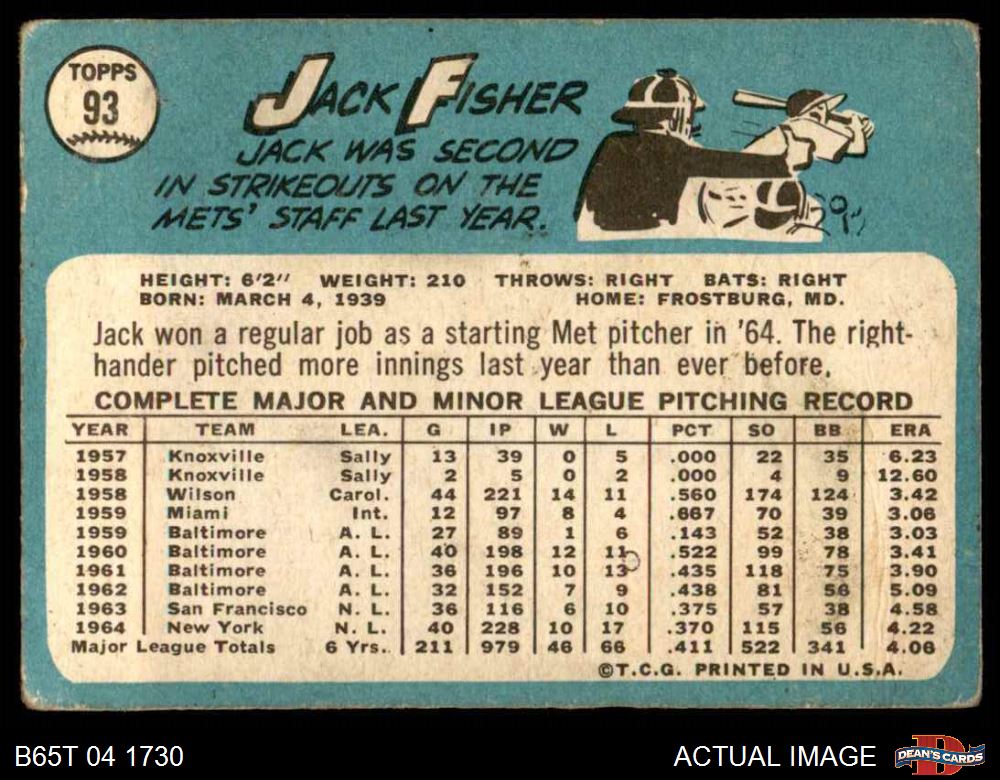 TOPPS
93
JACK FISHER
JACK WAS SECOND
IN STRIKEOUTS ON THE
METS' STAFF LAST YEAR.
HEIGHT: 6'2" WEIGHT: 210 THROWS: RIGHT BATS: RIGHT
BORN: MARCH 4, 1939 HOME: FROSTBURG, MD.
Jack won a regular job as a starting Met pitcher in '64. The right-
hander pitched more innings last year than ever before.
COMPLETE MAJOR AND MINOR LEAGUE PITCHING RECORD
YEAR TEAM LEA. G IP W L PCT SO BB ERA
1957 Knoxville Sally 13 39 0 5 .000 22 35 6.23
1958 Knoxville Sally 2 5 0 2 .000 4 9 12.60
1958 Wilson Carol. 44 221 14 11 .560 174 124 3.42
1959 Miami Int. 12 97 8 4 .667 70 39 3.06
1959 Baltimore A. L. 27 89 1 6 .143 52 38 3.03
1960 Baltimore A. L. 40 198 12 11 .522 99 78 3.41
1961 Baltimore A. L. 36 196 10 13 .435 118 75 3.90
1962 Baltimore A. L. 32 152 7 9 .438 81 56 5.09
1963 San Francisco N. L. 36 116 6 10 .375 57 38 4.58
1964 New York N. L. 40 228 10 17 .370 115 56 4.22
Major League Totals 6 Yrs. 211 979 46 66 .411 522 341 4.06
©T.C.G. PRINTED IN U.S.A.
B65T 04 1730 ACTUAL IMAGE DEAN'S CARDS